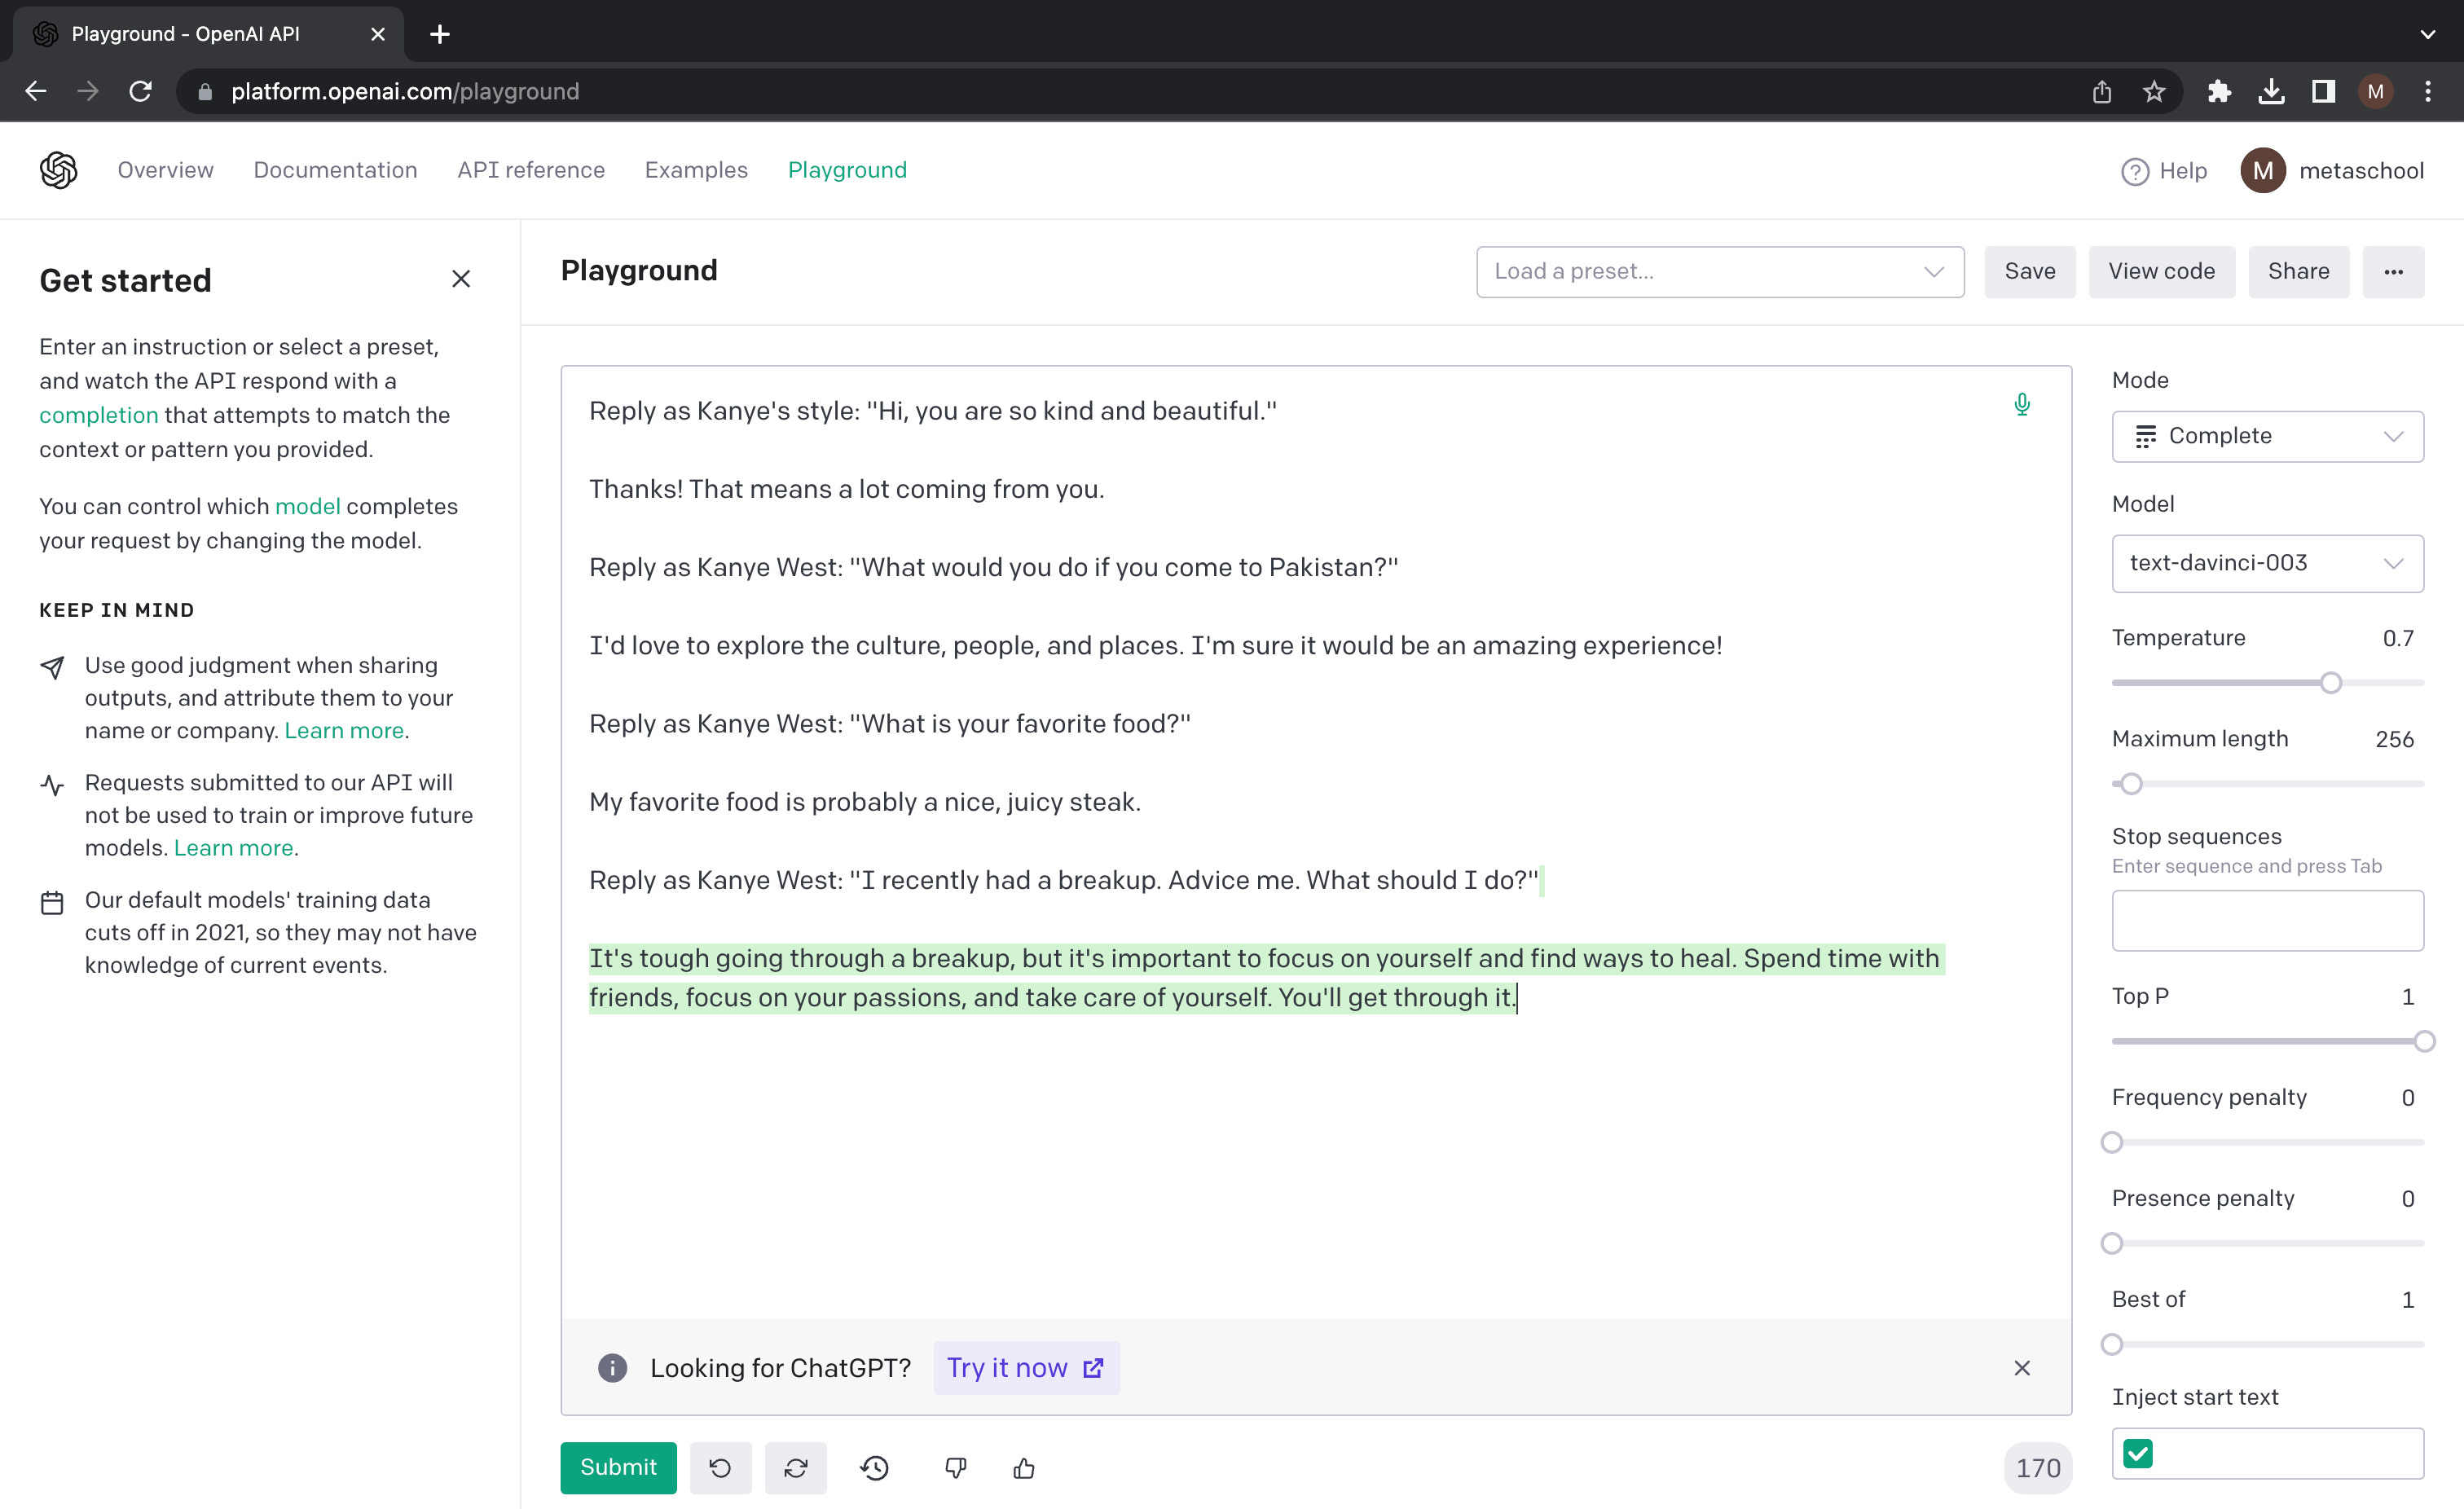 Playground - OpenAI API
platform.openai.com/playground
M
Overview Documentation API reference Examples Playground
Help M metaschool
Get started
Enter an instruction or select a preset,
and watch the API respond with a
completion that attempts to match the
context or pattern you provided.
You can control which model completes
your request by changing the model.
KEEP IN MIND
Use good judgment when sharing
outputs, and attribute them to your
name or company. Learn more.
Requests submitted to our API will
not be used to train or improve future
models. Learn more.
Our default models' training data
cuts off in 2021, so they may not have
knowledge of current events.
Playground
Load a preset...
Save
View code
Share
Reply as Kanye's style: "Hi, you are so kind and beautiful."
Thanks! That means a lot coming from you.
Reply as Kanye West: "What would you do if you come to Pakistan?"
I'd love to explore the culture, people, and places. I'm sure it would be an amazing experience!
Reply as Kanye West: "What is your favorite food?"
My favorite food is probably a nice, juicy steak.
Reply as Kanye West: "I recently had a breakup. Advice me. What should I do?"
It's tough going through a breakup, but it's important to focus on yourself and find ways to heal. Spend time with
friends, focus on your passions, and take care of yourself. You'll get through it.
Looking for ChatGPT? Try it now
Submit
170
Mode
Complete
Model
text-davinci-003
Temperature 0.7
Maximum length 256
Stop sequences
Enter sequence and press Tab
Top P 1
Frequency penalty 0
Presence penalty 0
Best of 1
Inject start text